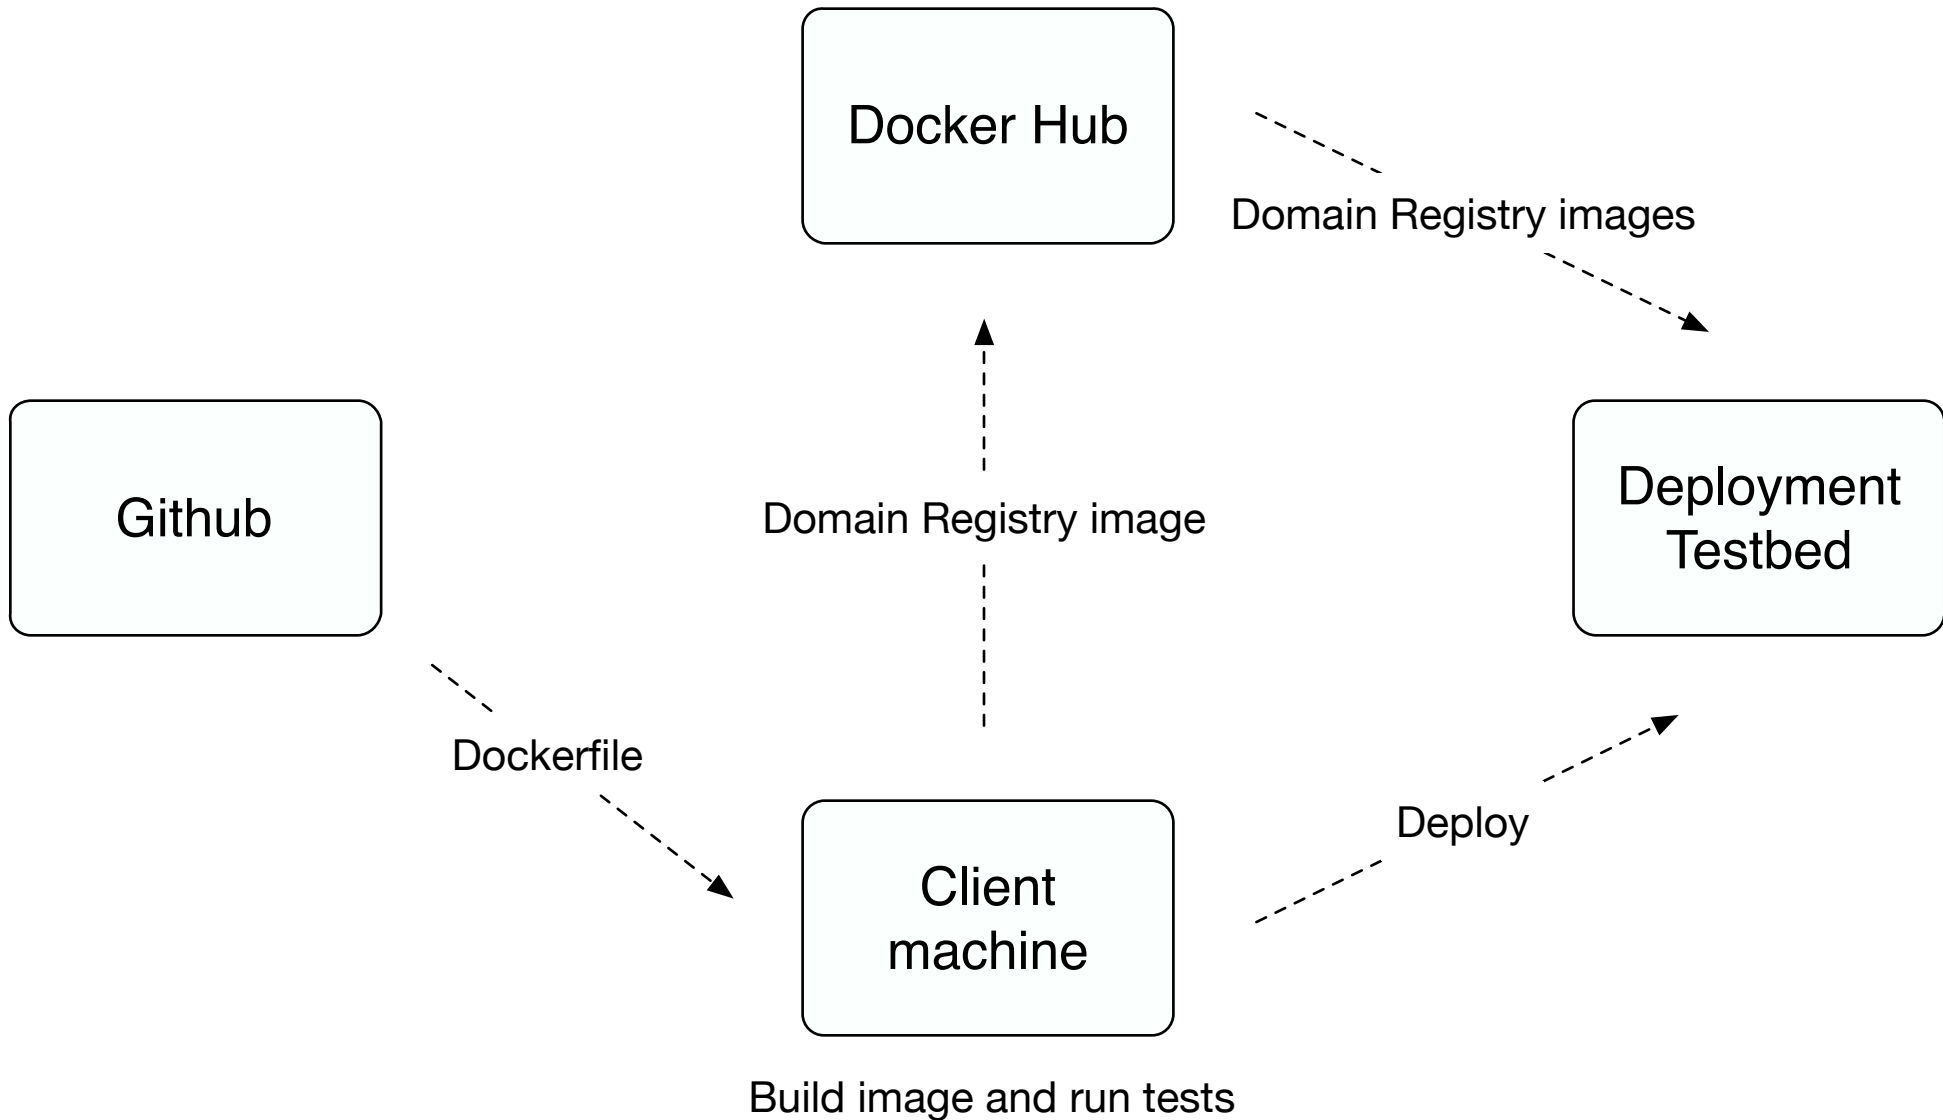 Docker Hub
Domain Registry images
Github
Domain Registry image
Deployment
Testbed
Dockerfile
Deploy
Client
machine
Build image and run tests